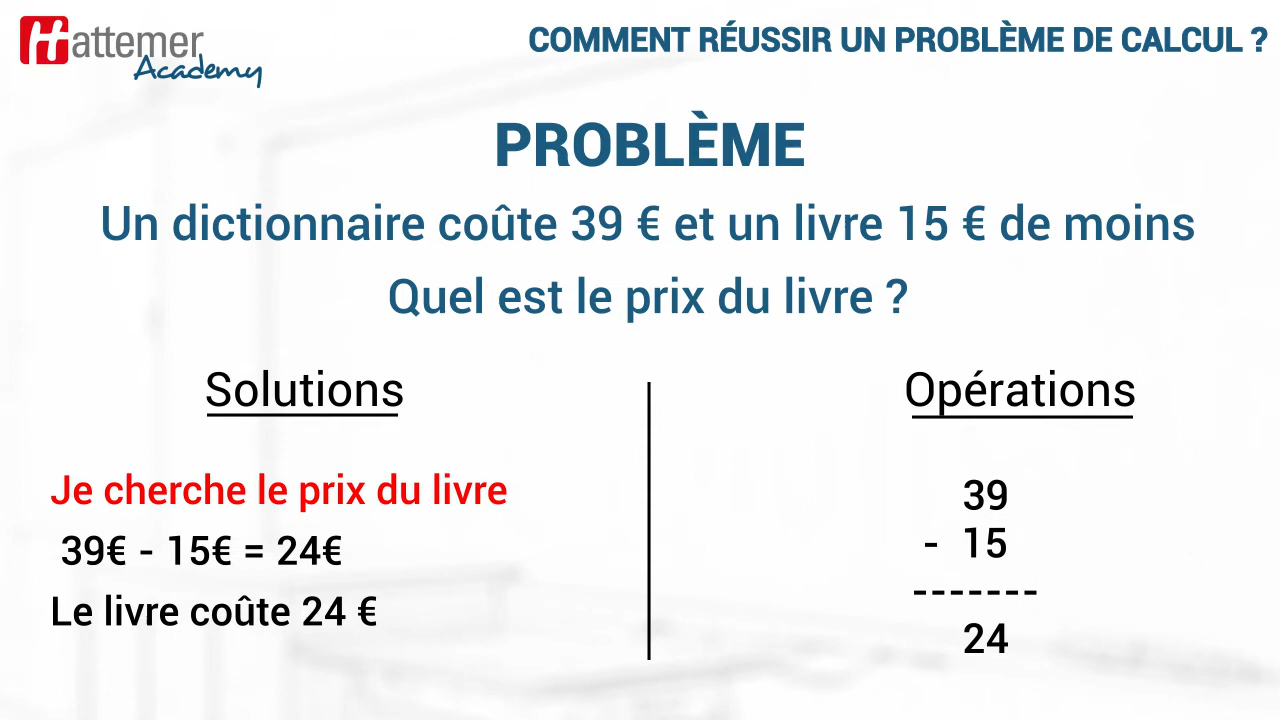 Hattemer
Academy
COMMENT RÉUSSIR UN PROBLÈME DE CALCUL ?
PROBLÈME
Un dictionnaire coûte 39 € et un livre 15 € de moins
Quel est le prix du livre ?
Solutions
Je cherche le prix du livre
39€ - 15€ = 24€
Le livre coûte 24 €
Opérations
39
- 15
-------
24